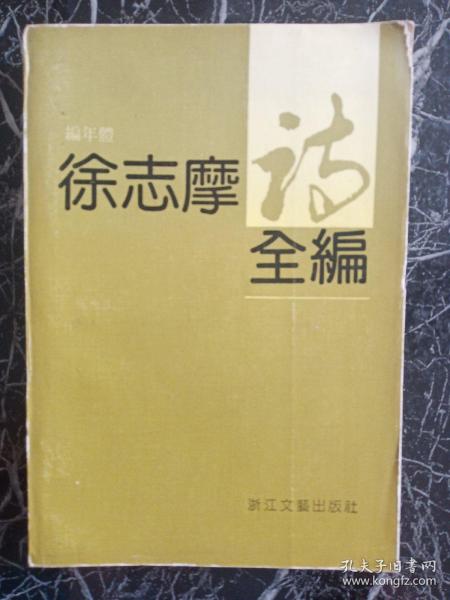 編年體
徐志摩詩
全編
浙江文藝出版社
孔夫子旧书网
www.kongfz.com